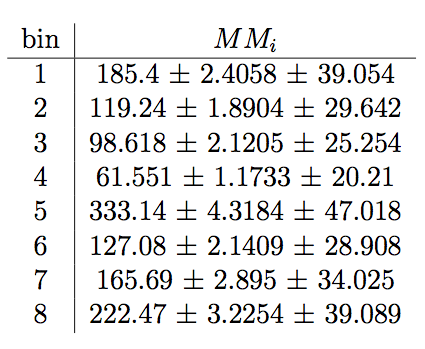 bin MM_i
1 185.4 ± 2.4058 ± 39.054
2 119.24 ± 1.8904 ± 29.642
3 98.618 ± 2.1205 ± 25.254
4 61.551 ± 1.1733 ± 20.21
5 333.14 ± 4.3184 ± 47.018
6 127.08 ± 2.1409 ± 28.908
7 165.69 ± 2.895 ± 34.025
8 222.47 ± 3.2254 ± 39.089